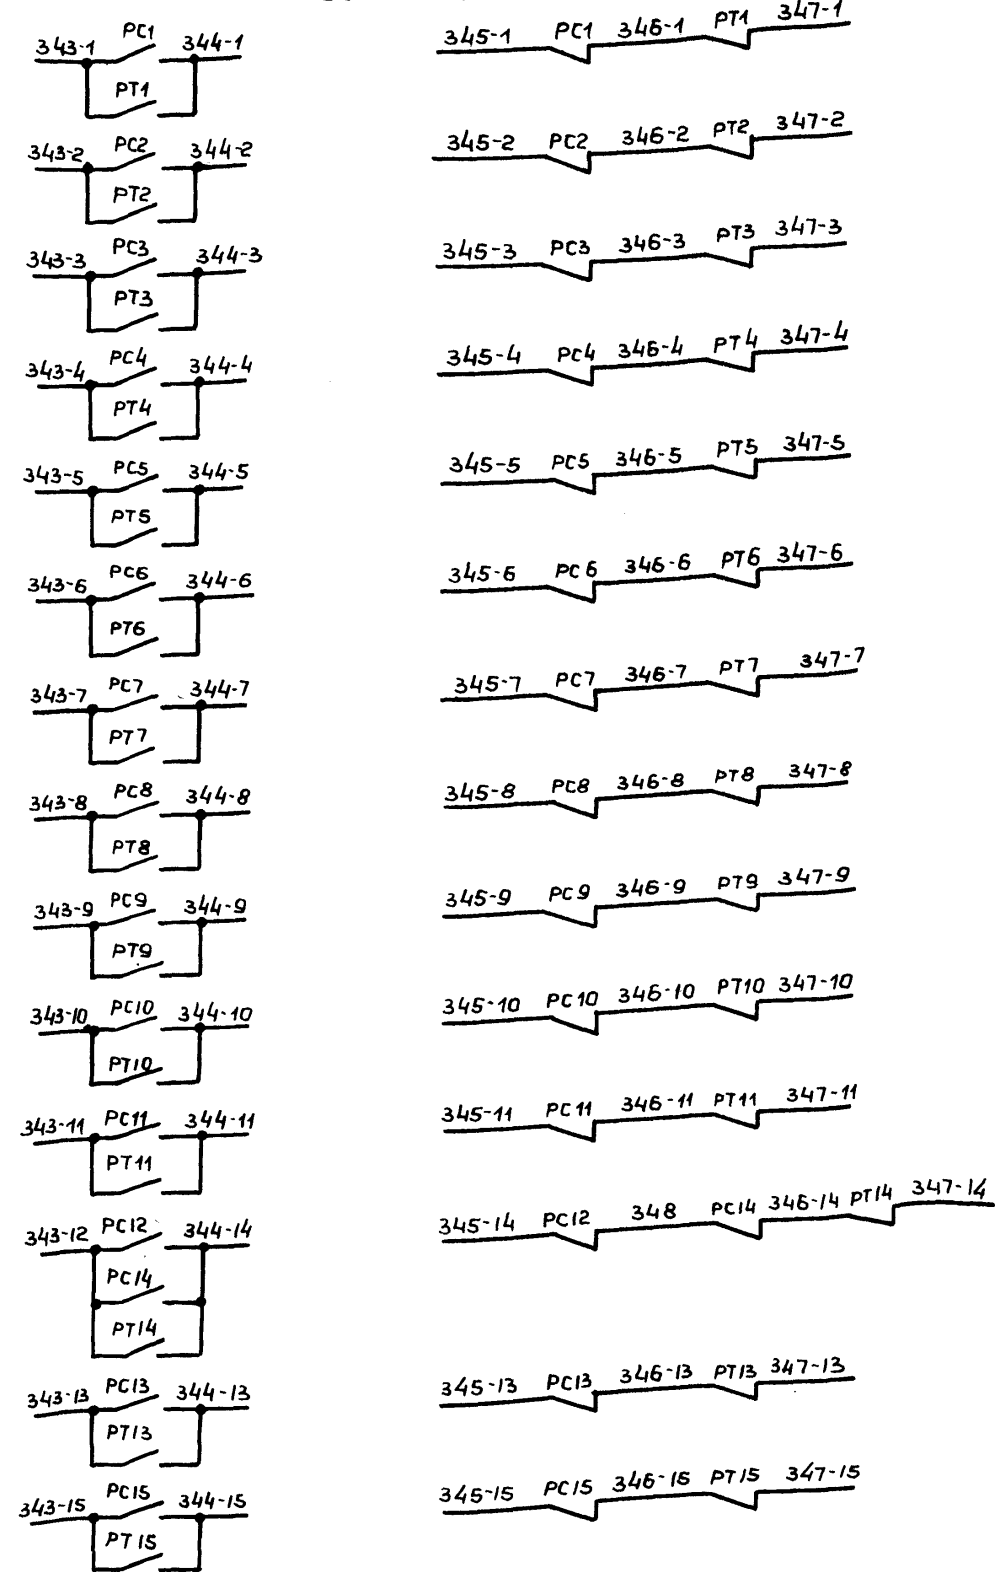 343-1 PC1 344-1 345-1 PC1 346-1 PT1 347-1
PT1
343-2 PC2 344-2 345-2 PC2 346-2 PT2 347-2
PT2
343-3 PC3 344-3 345-3 PC3 346-3 PT3 347-3
PT3
343-4 PC4 344-4 345-4 PC4 346-4 PT4 347-4
PT4
343-5 PC5 344-5 345-5 PC5 346-5 PT5 347-5
PT5
343-6 PC6 344-6 345-6 PC6 346-6 PT6 347-6
PT6
343-7 PC7 344-7 345-7 PC7 346-7 PT7 347-7
PT7
343-8 PC8 344-8 345-8 PC8 346-8 PT8 347-8
PT8
343-9 PC9 344-9 345-9 PC9 346-9 PT9 347-9
PT9
343-10 PC10 344-10 345-10 PC10 346-10 PT10 347-10
PT10
343-11 PC11 344-11 345-11 PC11 346-11 PT11 347-11
PT11
343-12 PC12 344-14 345-14 PC12 348 PC14 346-14 PT14 347-14
PC14
PT14
343-13 PC13 344-13 345-13 PC13 346-13 PT13 347-13
PT13
343-15 PC15 344-15 345-15 PC15 346-15 PT15 347-15
PT15